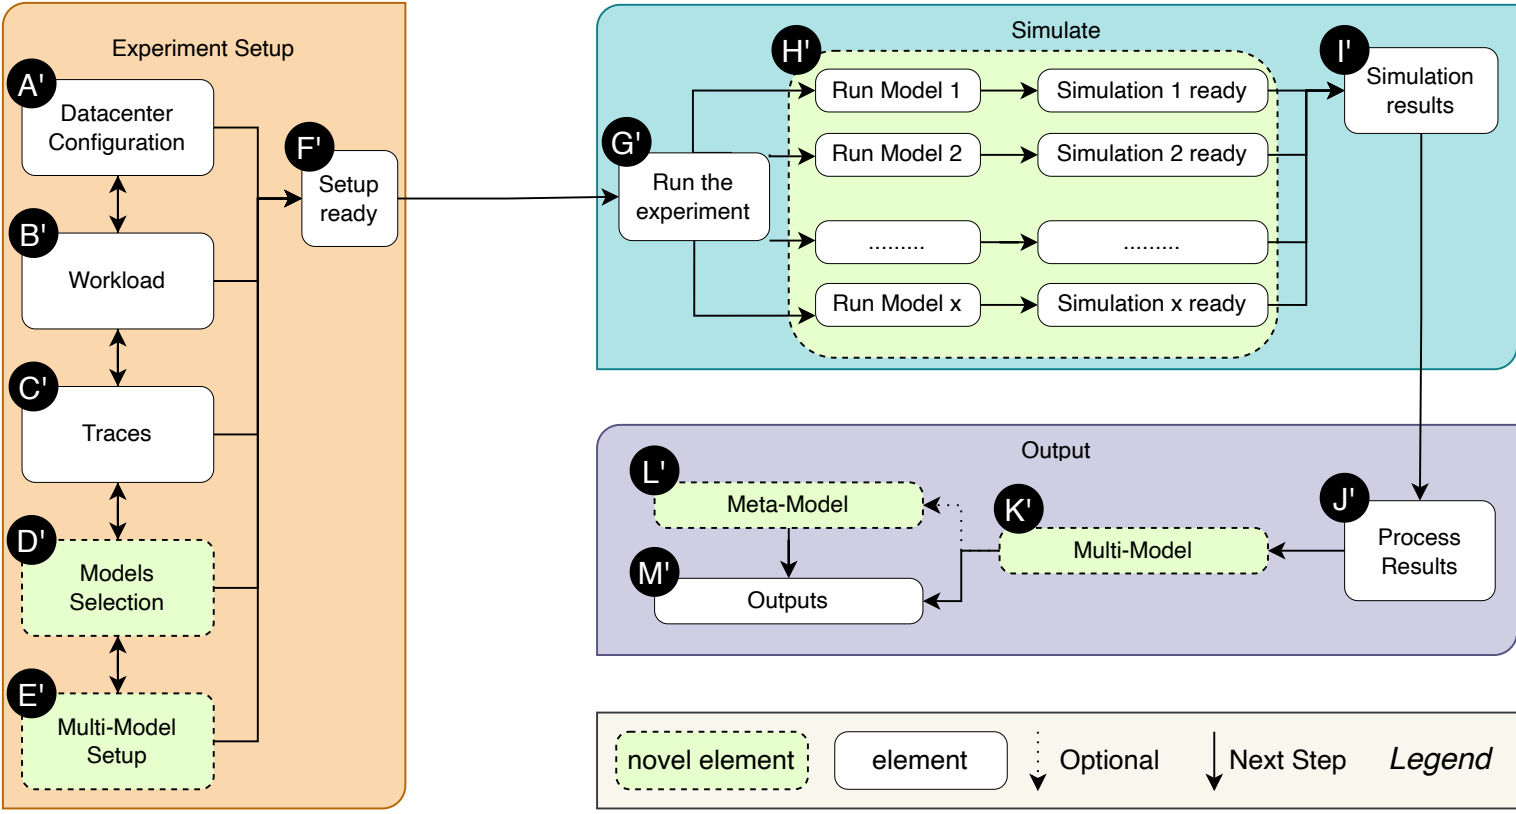 Experiment Setup
A'
Datacenter
Configuration
B'
Workload
C'
Traces
D'
Models
Selection
E'
Multi-Model
Setup
F'
Setup
ready
Simulate
G'
Run the
experiment
H'
Run Model 1
Simulation 1 ready
Run Model 2
Simulation 2 ready
.........
.........
Run Model x
Simulation x ready
I'
Simulation
results
Output
J'
Process
Results
K'
Multi-Model
L'
Meta-Model
M'
Outputs
novel element
element
Optional
Next Step
Legend